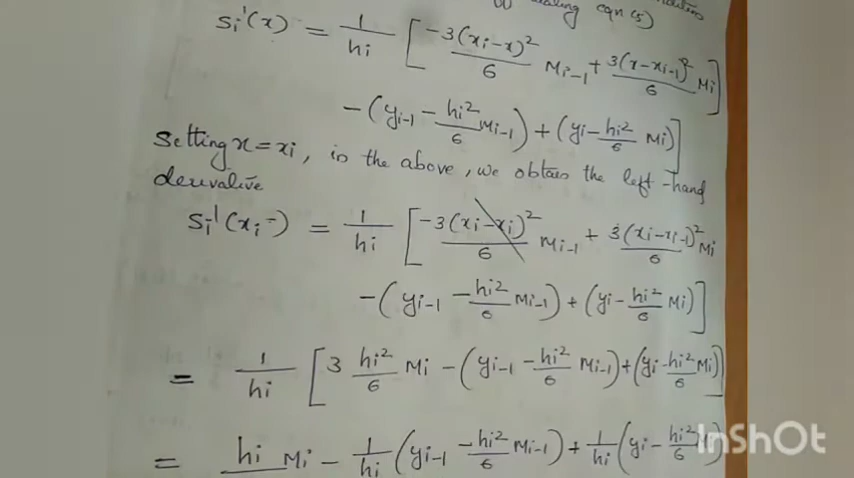 eqn (5)
Si'(x) = 1/hi [ -3(xi-x)²/6 Mi-1 + 3(x-xi-1)²/6 Mi
-(yi-1 - hi²/6 Mi-1) + (yi - hi²/6 Mi)]
Setting x=xi, in the above, we obtain the left-hand
derivative
Si'(xi-) = 1/hi [ -3(xi-xi)²/6 Mi-1 + 3(xi-xi-1)²/6 Mi
-(yi-1 - hi²/6 Mi-1) + (yi - hi²/6 Mi)]
= 1/hi [ 3 hi²/6 Mi - (yi-1 - hi²/6 Mi-1) + (yi - hi²/6 Mi)]
= hi Mi - 1/hi (yi-1 - hi²/6 Mi-1) + 1/hi (yi - hi²/6
InShOt